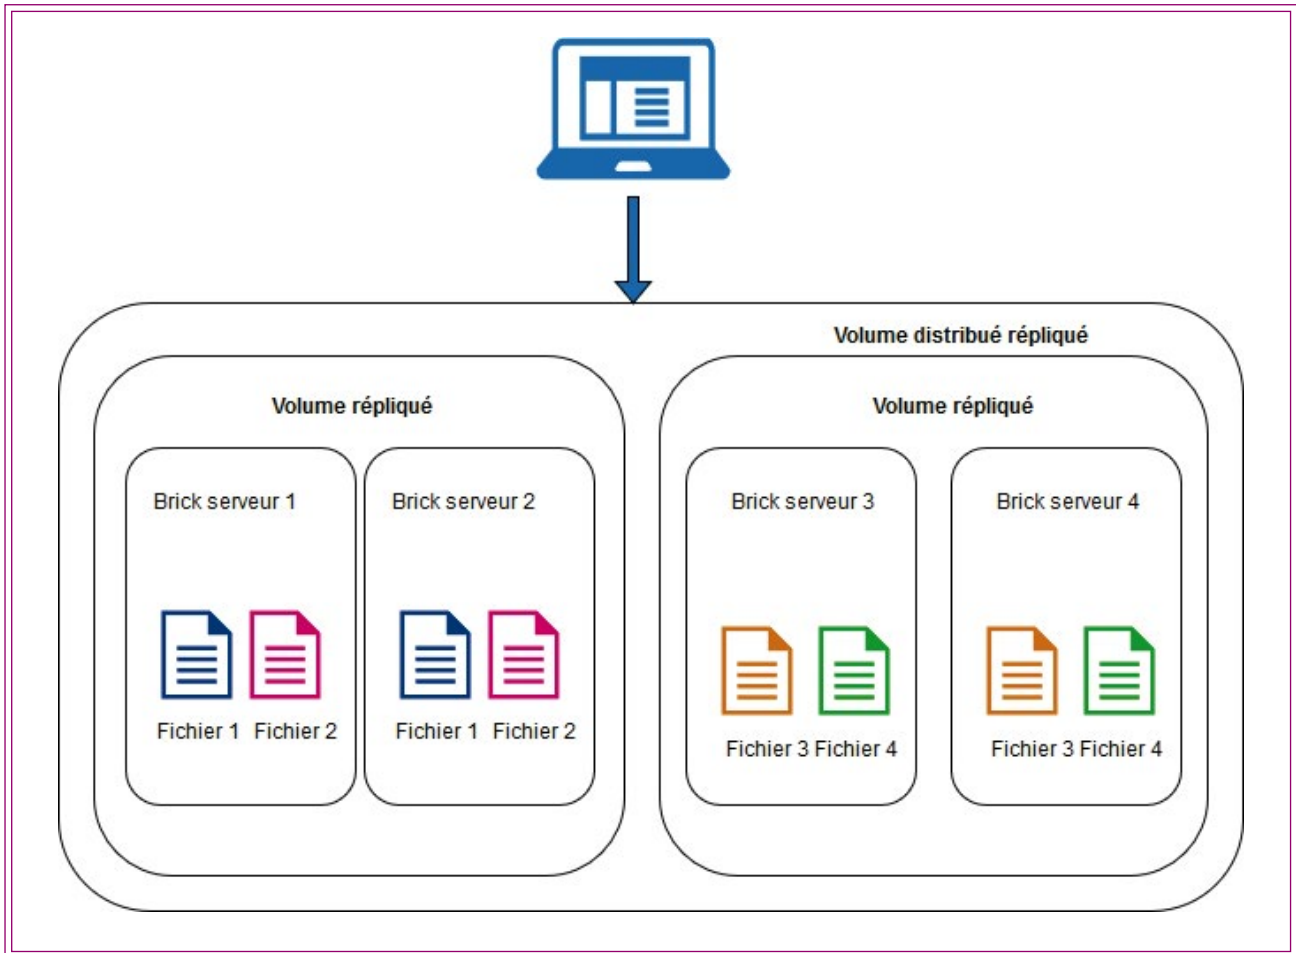 Volume distribué répliqué
Volume répliqué
Brick serveur 1
Brick serveur 2
Fichier 1 Fichier 2
Fichier 1 Fichier 2
Volume répliqué
Brick serveur 3
Brick serveur 4
Fichier 3 Fichier 4
Fichier 3 Fichier 4